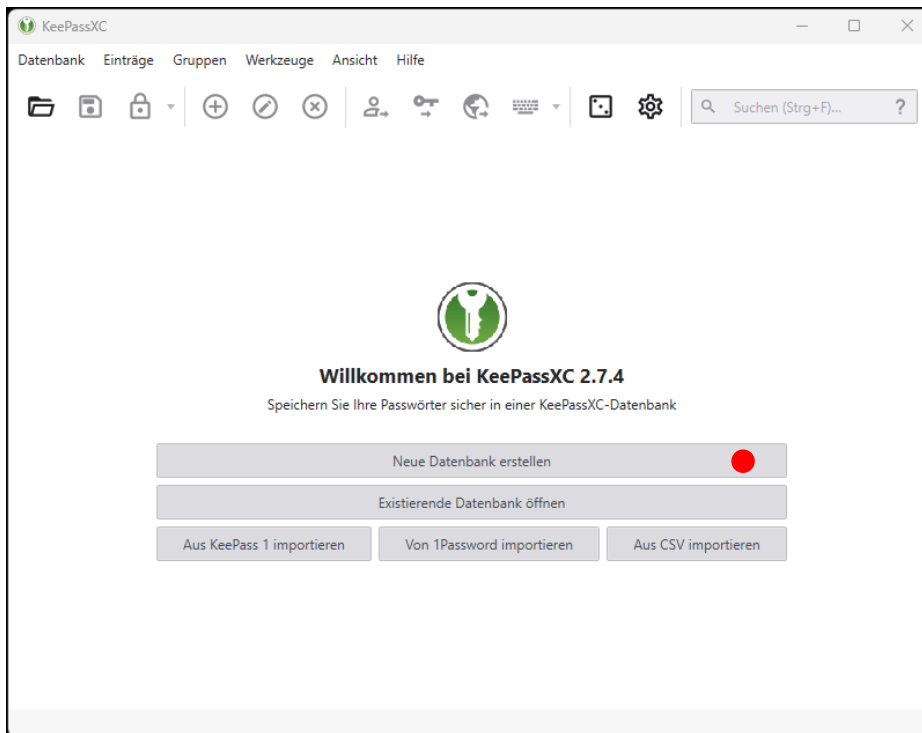 KeePassXC
Datenbank Einträge Gruppen Werkzeuge Ansicht Hilfe
Suchen (Strg+F)... ?
Willkommen bei KeePassXC 2.7.4
Speichern Sie Ihre Passwörter sicher in einer KeePassXC-Datenbank
Neue Datenbank erstellen
Existierende Datenbank öffnen
Aus KeePass 1 importieren Von 1Password importieren Aus CSV importieren